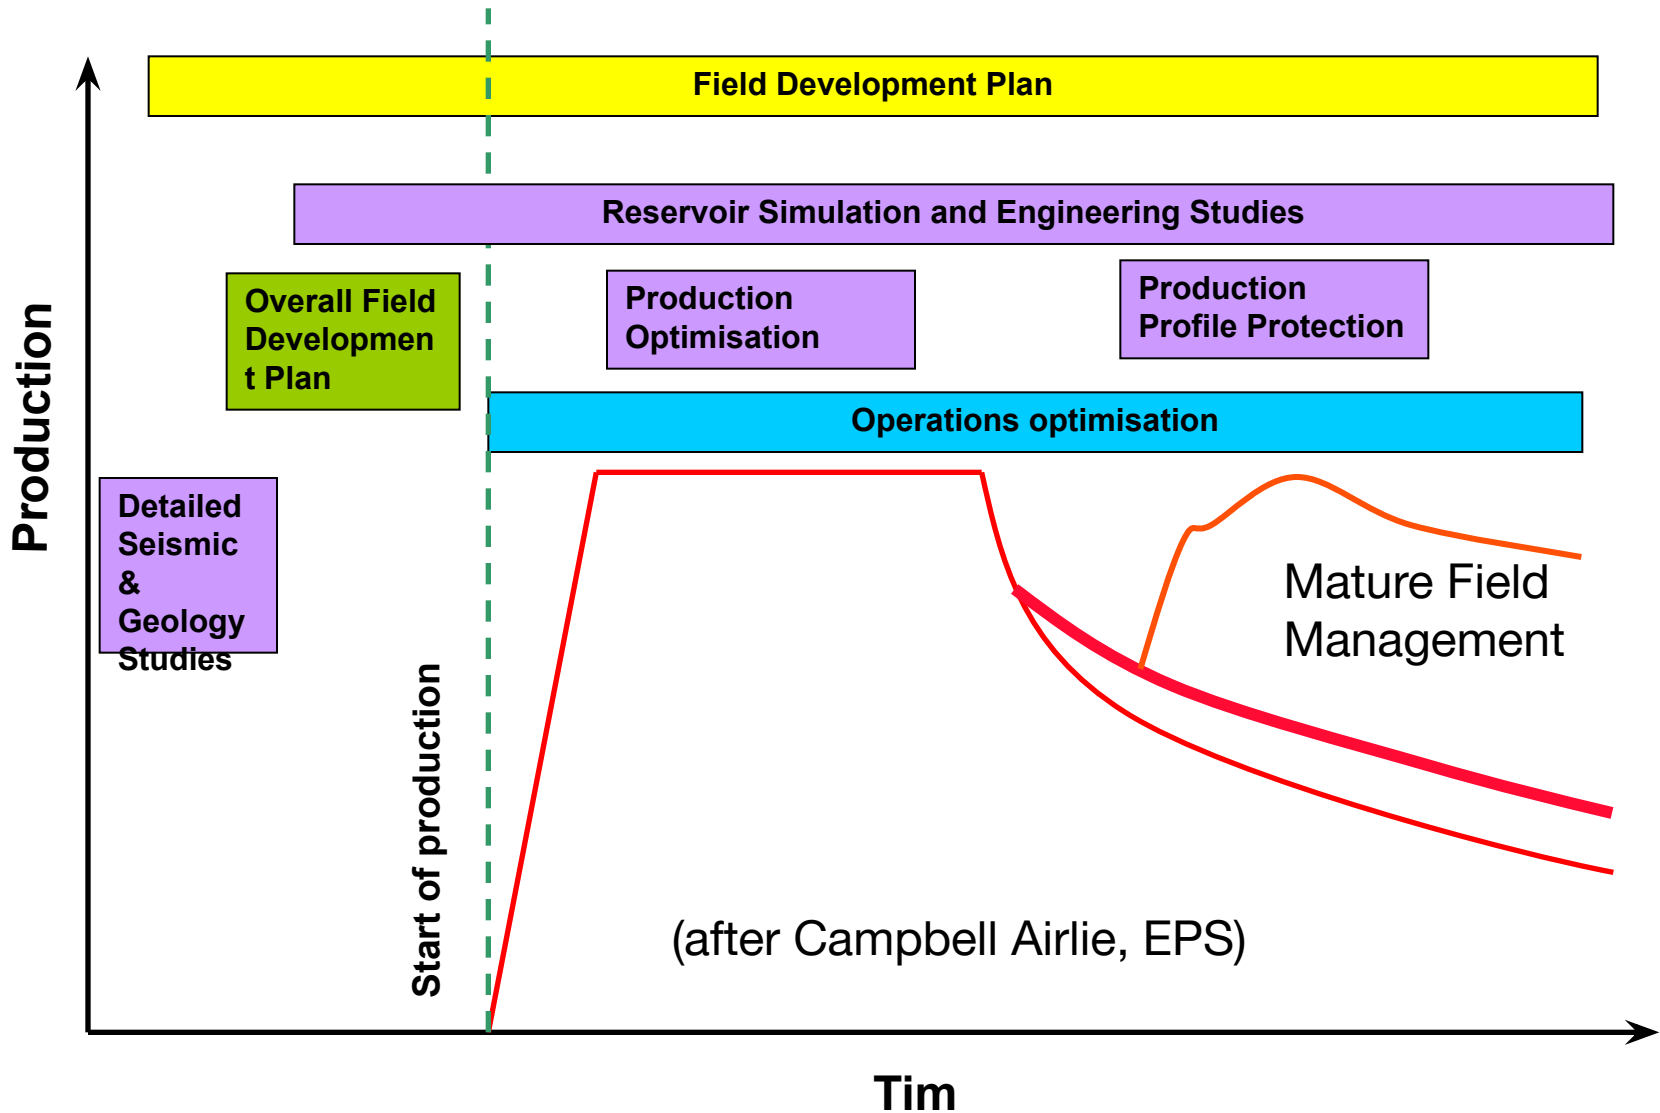 Field Development Plan
Reservoir Simulation and Engineering Studies
Overall Field
Developmen
t Plan
Production
Optimisation
Production
Profile Protection
Operations optimisation
Production
Detailed
Seismic
&
Geology
Studies
Mature Field
Management
Start of production
(after Campbell Airlie, EPS)
Tim